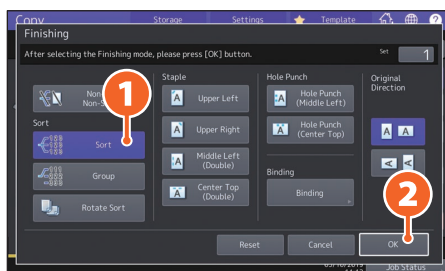 Copy Storage Settings Template
Finishing
After selecting the Finishing mode, please press [OK] button.
Set 1
Staple
Hole Punch
Original
Direction
1
A Upper Left
A Hole Punch
(Middle Left)
Sort
Sort
A Upper Right
A Hole Punch
(Center Top)
A A
Group
A Middle Left
(Double)
Binding
A A
Rotate Sort
A Center Top
(Double)
Binding
2
Reset Cancel OK
Job Status